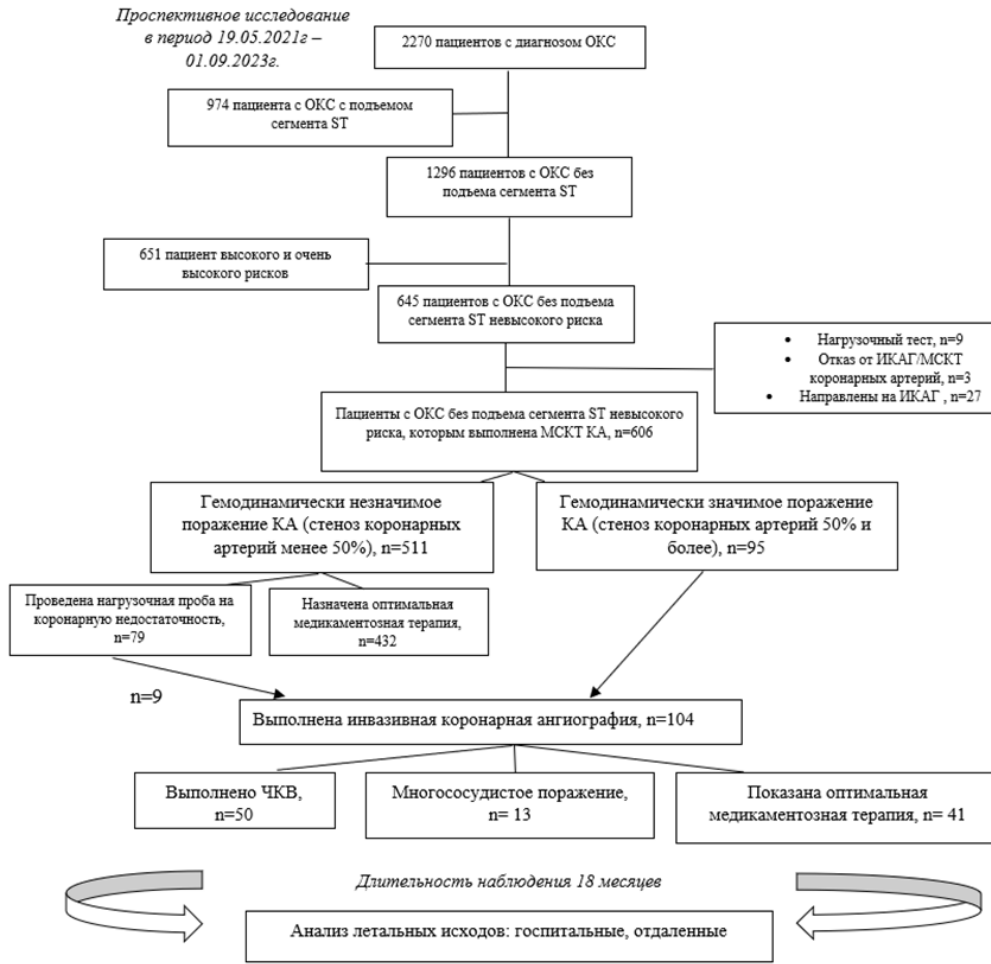 Проспективное исследование
в период 19.05.2021г –
01.09.2023г.
2270 пациентов с диагнозом ОКС
974 пациента с ОКС с подъемом
сегмента ST
1296 пациентов с ОКС без
подъема сегмента ST
651 пациент высокого и очень
высокого рисков
645 пациентов с ОКС без подъема
сегмента ST невысокого риска
• Нагрузочный тест, n=9
• Отказ от ИКАГ/МСКТ
коронарных артерий, n=3
• Направлены на ИКАГ , n=27
Пациенты с ОКС без подъема сегмента ST невысокого
риска, которым выполнена МСКТ КА, n=606
Гемодинамически незначимое
поражение КА (стеноз коронарных
артерий менее 50%), n=511
Гемодинамически значимое поражение
КА (стеноз коронарных артерий 50% и
более), n=95
Проведена нагрузочная проба на
коронарную недостаточность,
n=79
Назначена оптимальная
медикаментозная терапия,
n=432
n=9
Выполнена инвазивная коронарная ангиография, n=104
Выполнено ЧКВ,
n=50
Многососудистое поражение,
n= 13
Показана оптимальная
медикаментозная терапия, n= 41
Длительность наблюдения 18 месяцев
Анализ летальных исходов: госпитальные, отдаленные